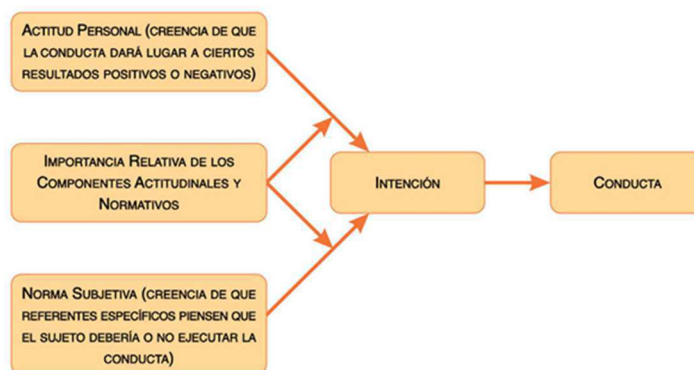 ACTITUD PERSONAL (CREENCIA DE QUE
LA CONDUCTA DARÁ LUGAR A CIERTOS
RESULTADOS POSITIVOS O NEGATIVOS)
IMPORTANCIA RELATIVA DE LOS
COMPONENTES ACTITUDINALES Y
NORMATIVOS
INTENCIÓN
CONDUCTA
NORMA SUBJETIVA (CREENCIA DE QUE
REFERENTES ESPECÍFICOS PIENSEN QUE
EL SUJETO DEBERÍA O NO EJECUTAR LA
CONDUCTA)